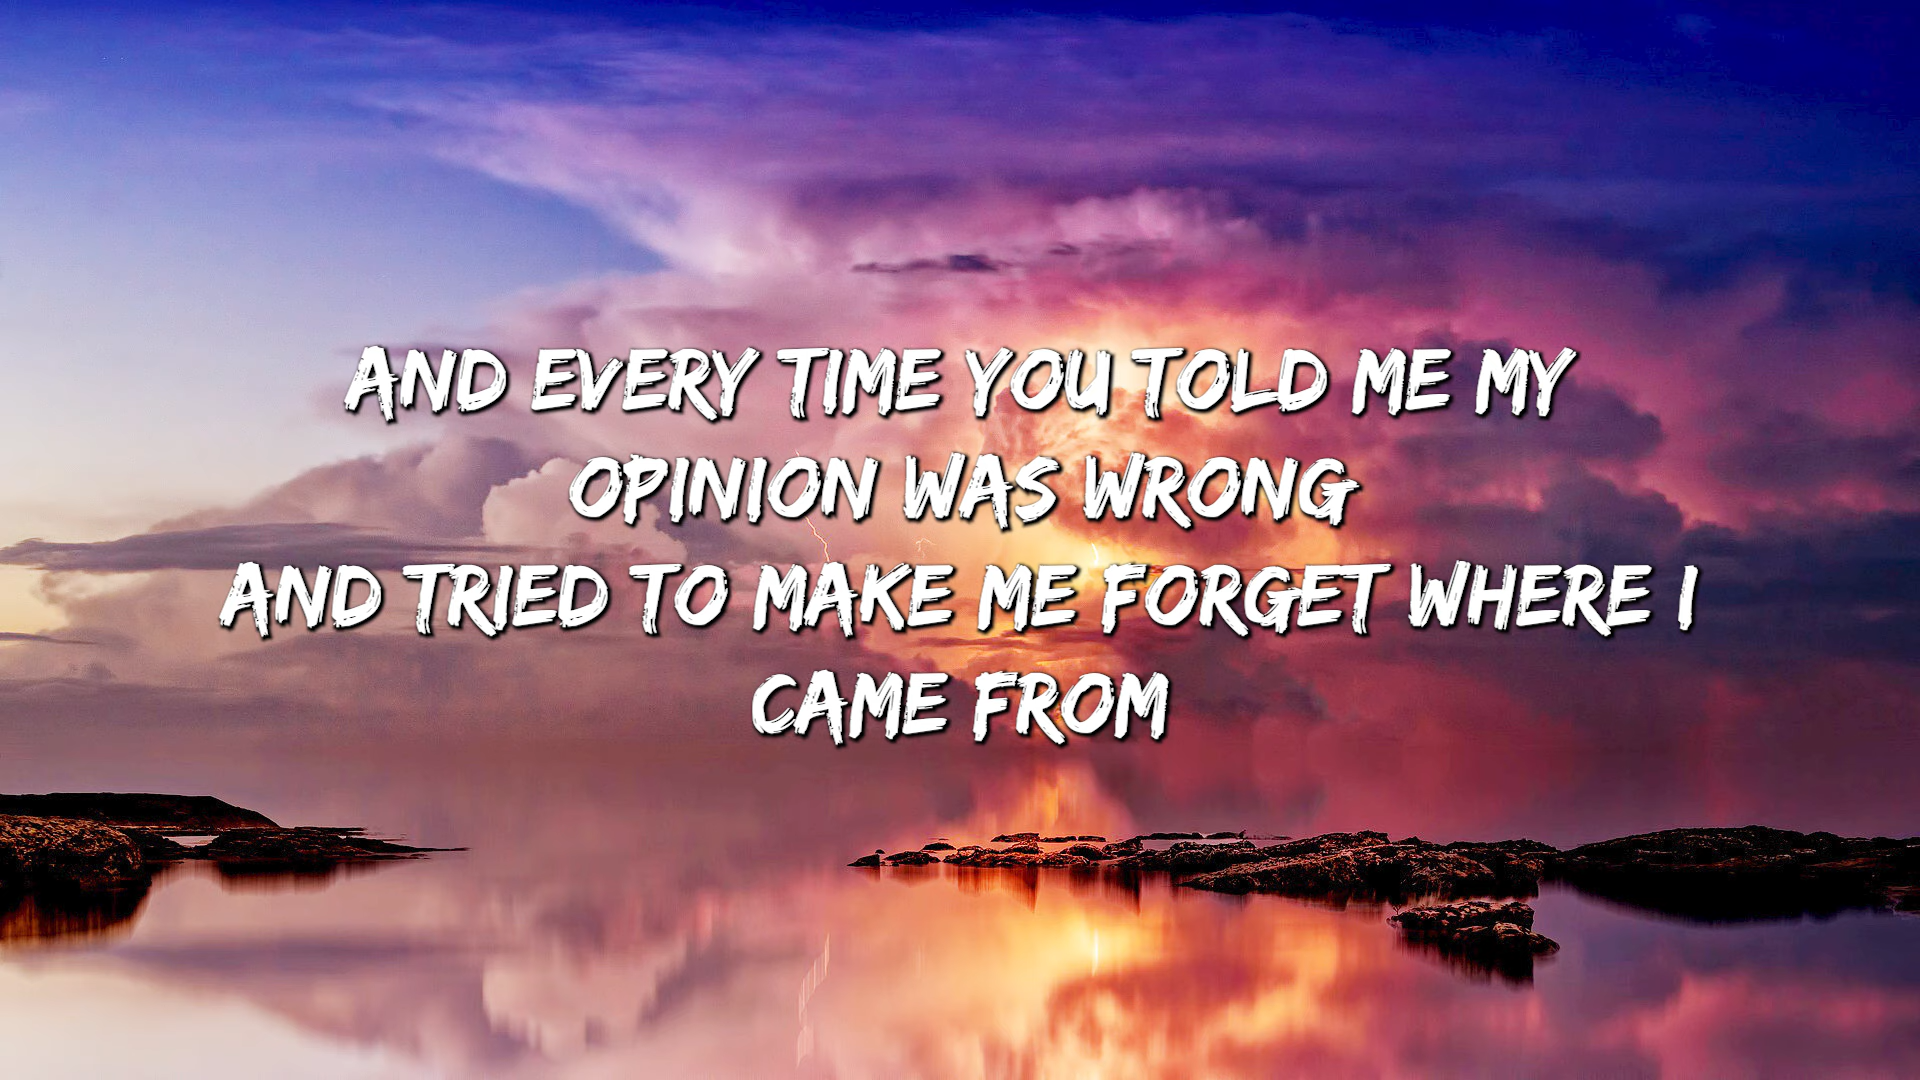 AND EVERY TIME YOU TOLD ME MY
OPINION WAS WRONG
AND TRIED TO MAKE ME FORGET WHERE I
CAME FROM